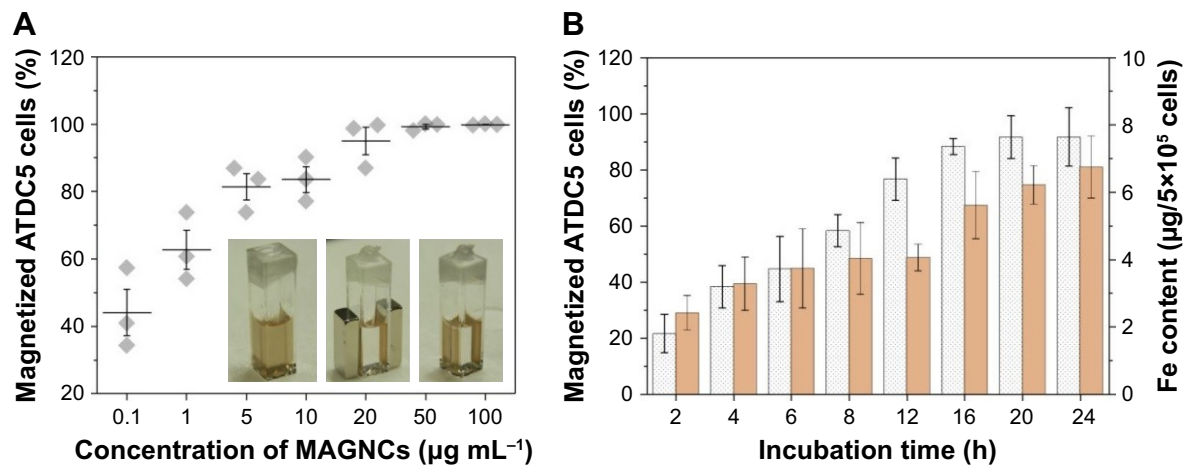 A
Magnetized ATDC5 cells (%)
120
100
80
60
40
20
0.1 1 5 10 20 50 100
Concentration of MAGNCs (µg mL⁻¹)
B
Magnetized ATDC5 cells (%)
120
100
80
60
40
20
0
2 4 6 8 12 16 20 24
Incubation time (h)
10
8
6
4
2
0
Fe content (µg/5×10⁵ cells)